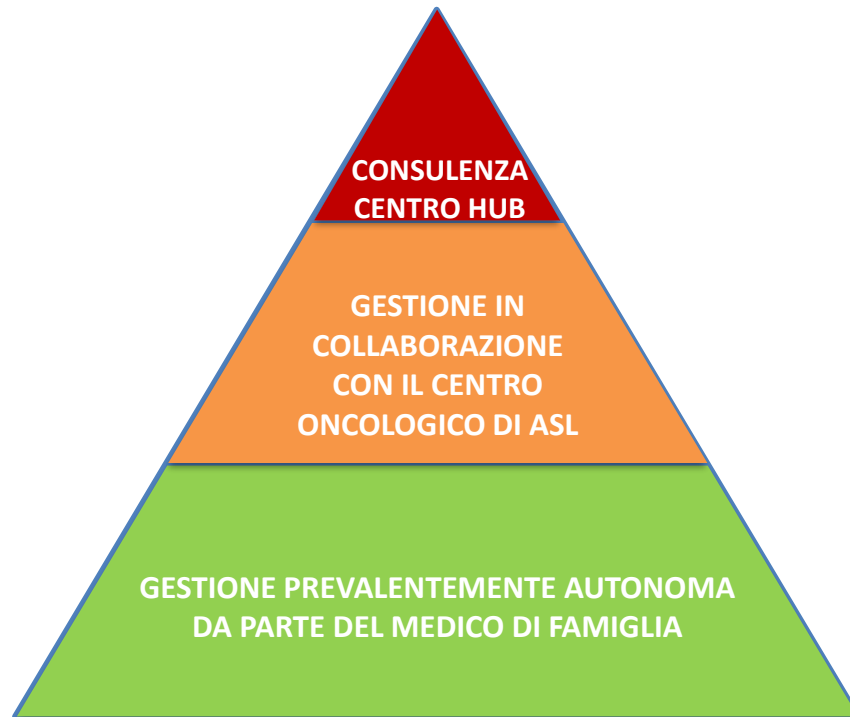 CONSULENZA
CENTRO HUB
GESTIONE IN
COLLABORAZIONE
CON IL CENTRO
ONCOLOGICO DI ASL
GESTIONE PREVALENTEMENTE AUTONOMA
DA PARTE DEL MEDICO DI FAMIGLIA